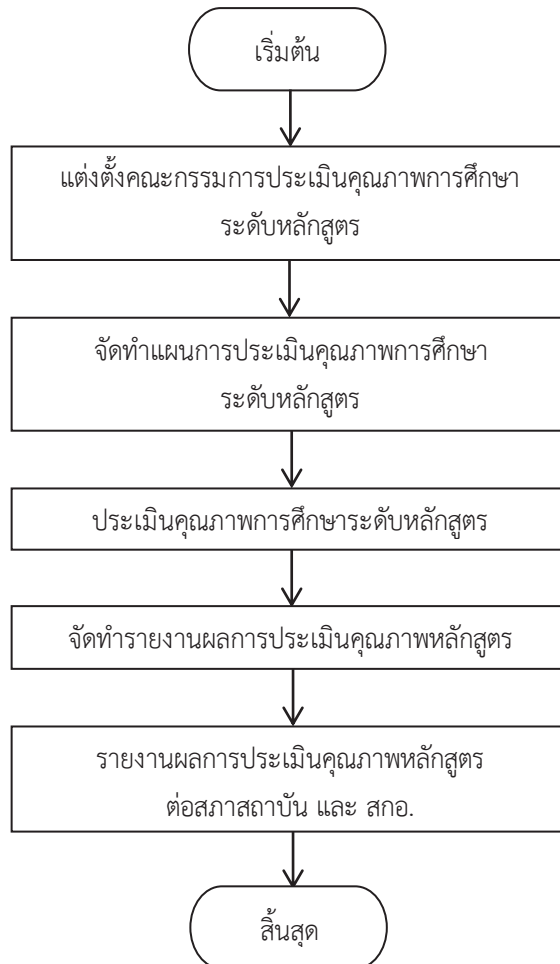 เริ่มต้น
แต่งตั้งคณะกรรมการประเมินคุณภาพการศึกษา
ระดับหลักสูตร
จัดทำแผนการประเมินคุณภาพการศึกษา
ระดับหลักสูตร
ประเมินคุณภาพการศึกษาระดับหลักสูตร
จัดทำรายงานผลการประเมินคุณภาพหลักสูตร
รายงานผลการประเมินคุณภาพหลักสูตร
ต่อสภาสถาบัน และ สกอ.
สิ้นสุด